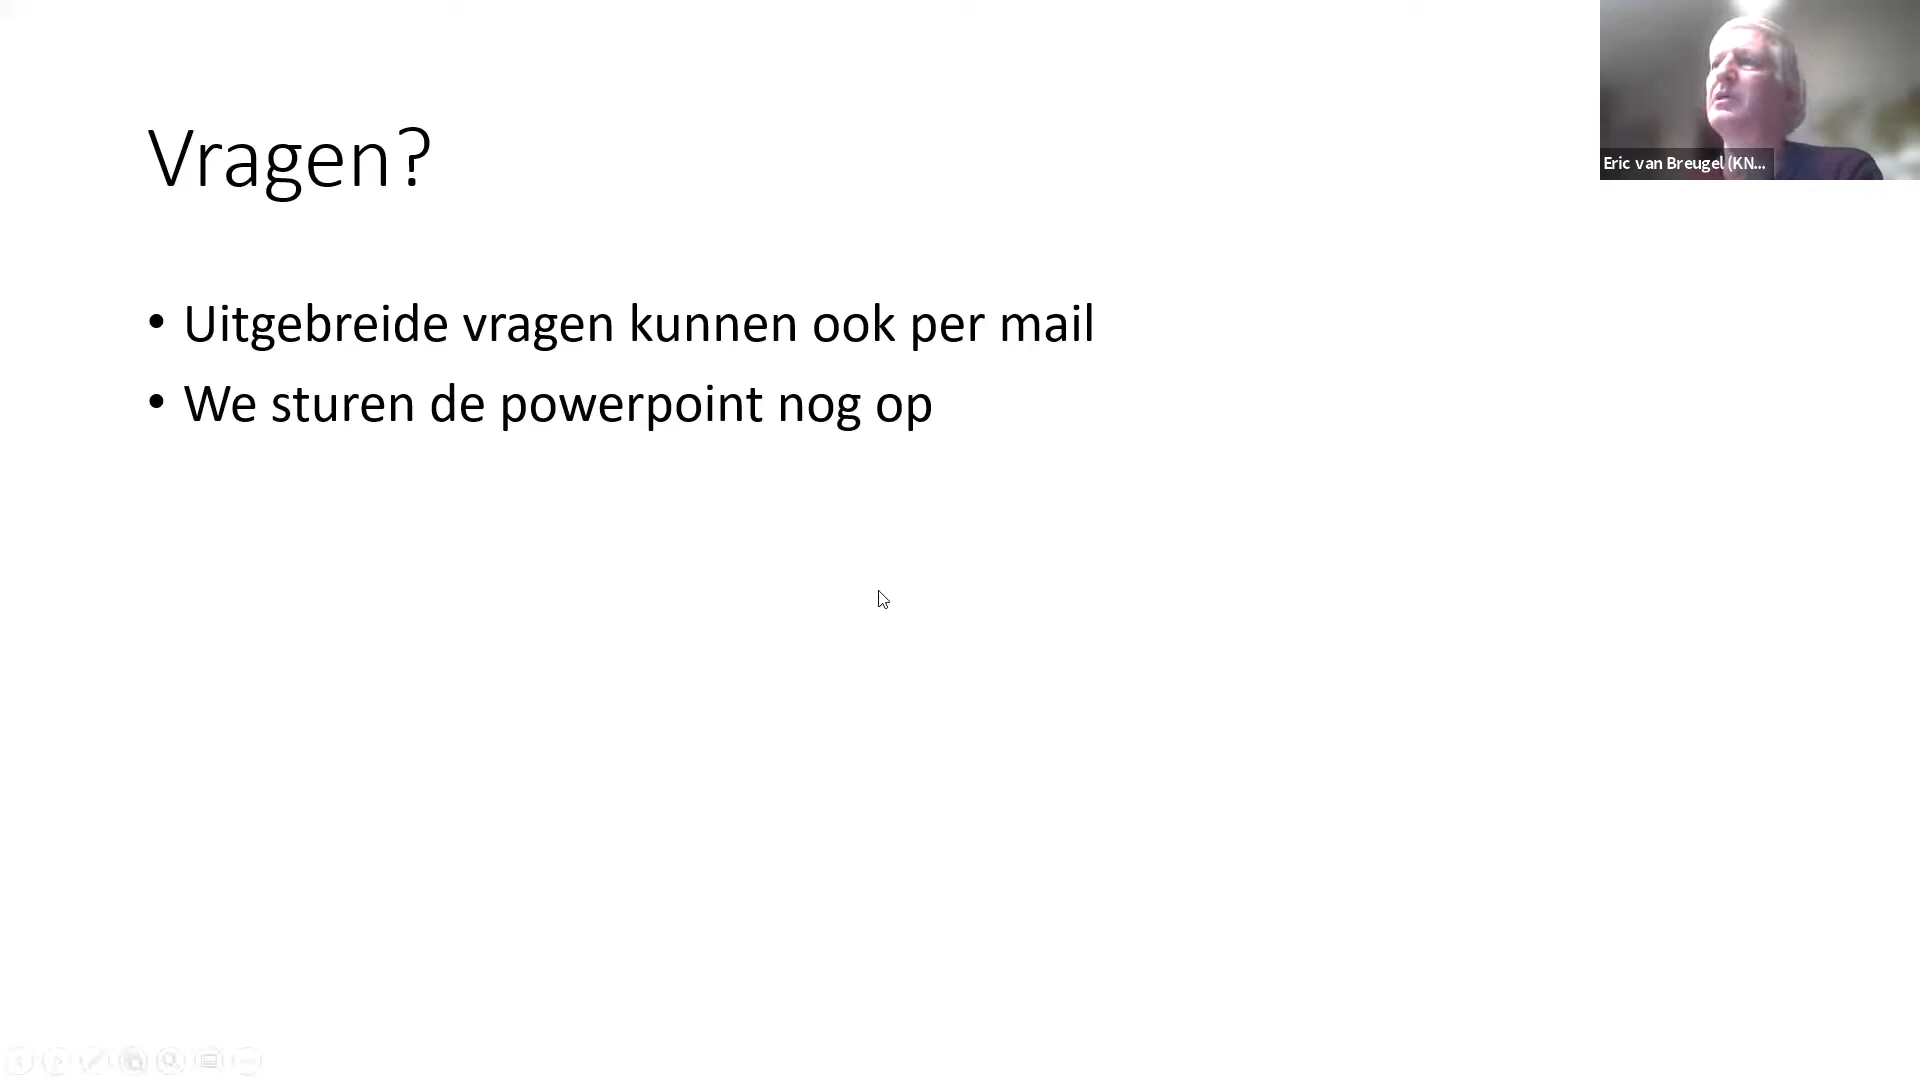 Vragen?
• Uitgebreide vragen kunnen ook per mail
• We sturen de powerpoint nog op
Eric van Breugel (KN...